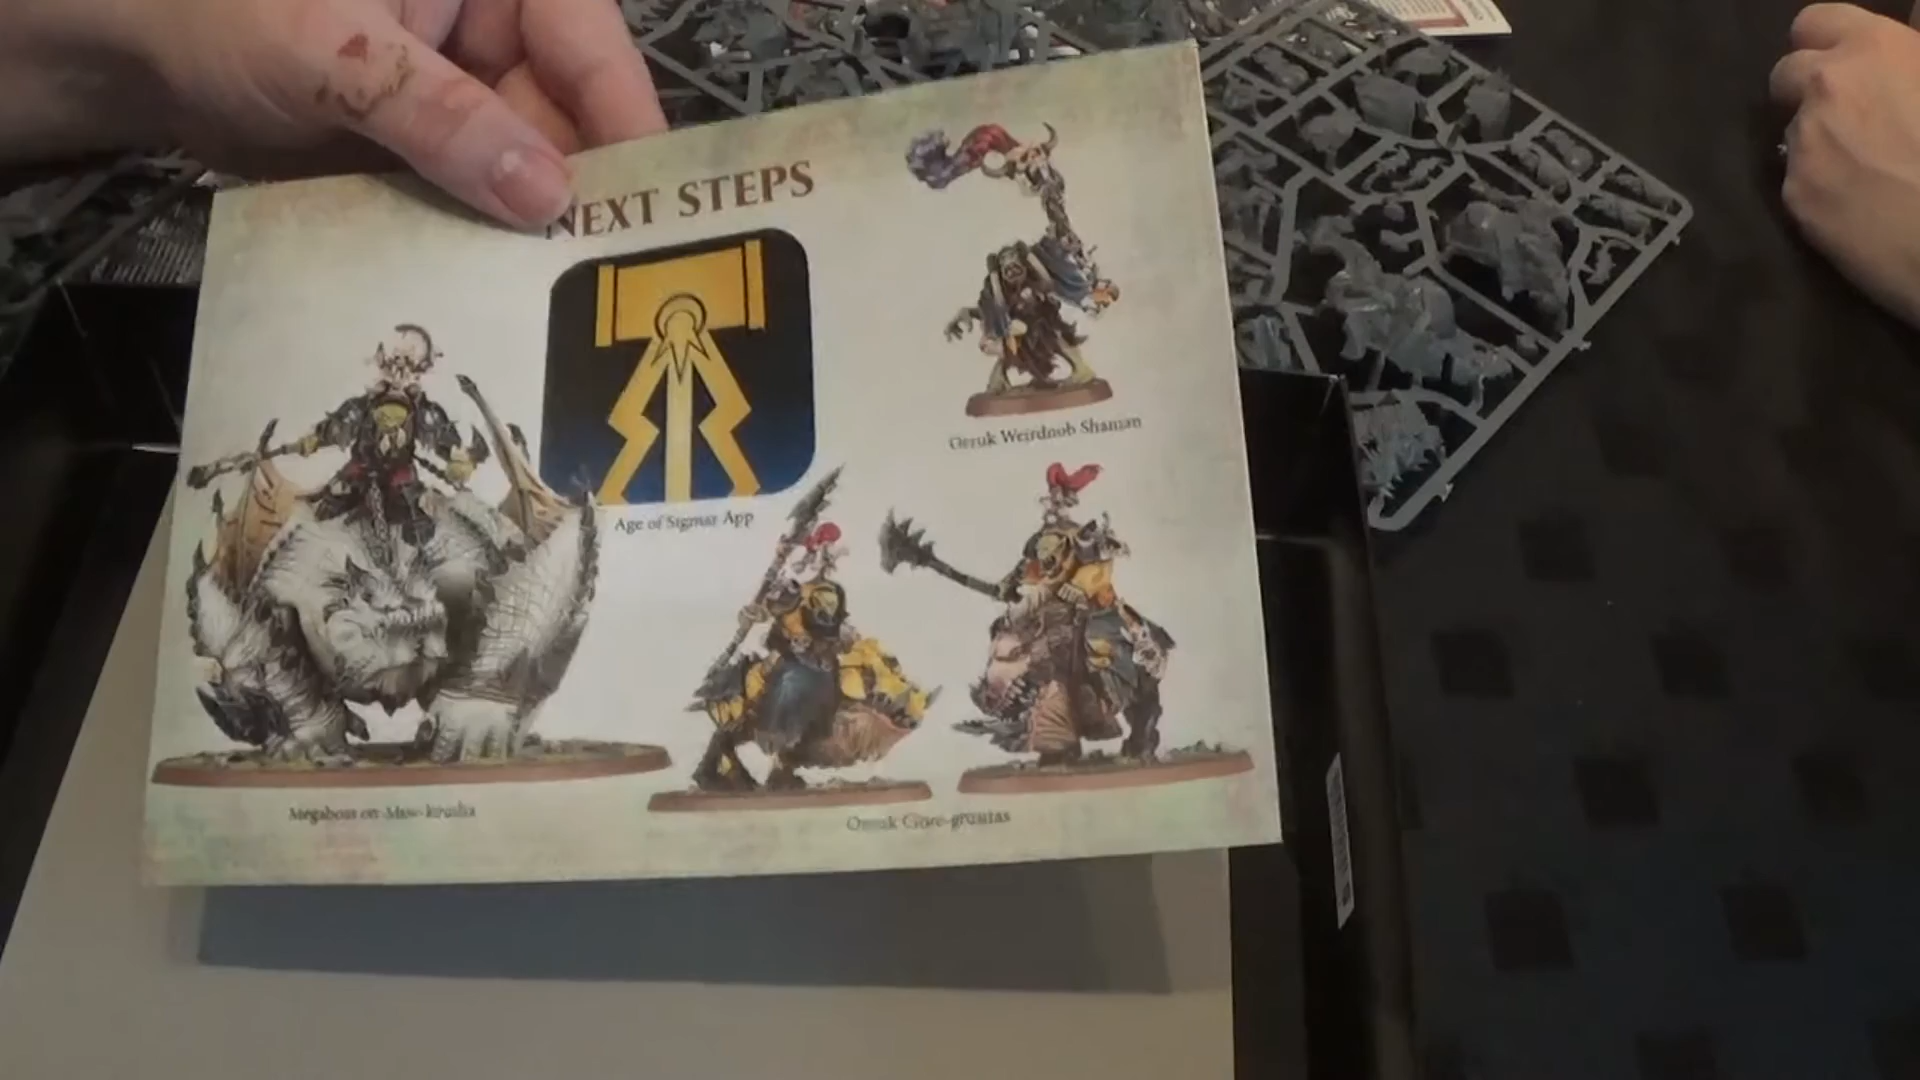 NEXT STEPS
Orruk Weirdnob Shaman
Age of Sigmar App
Megaboss on Maw-krusha
Orruk Gore-gruntas